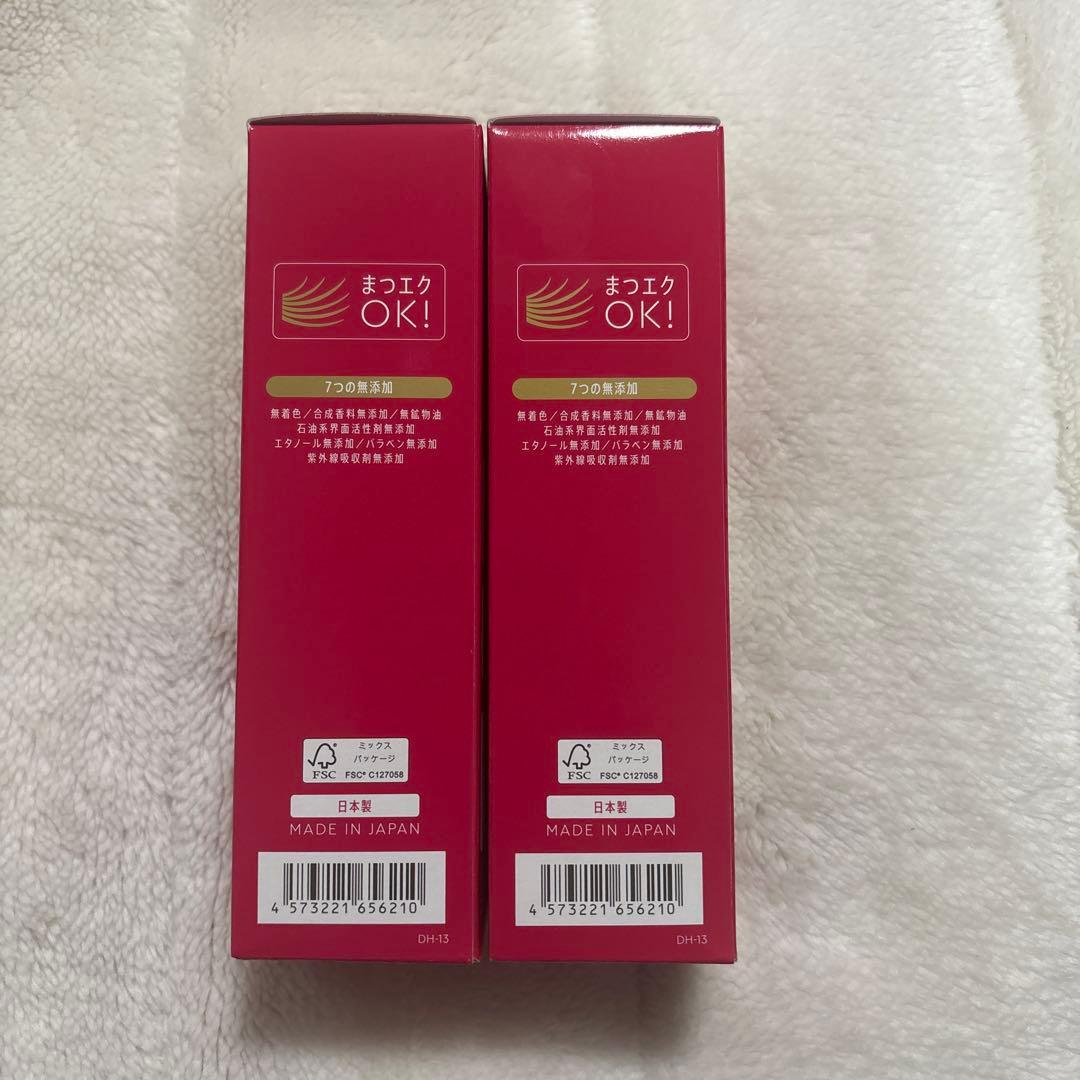 まつエク
OK!
7つの無添加
無着色／合成香料無添加／無鉱物油
石油系界面活性剤無添加
エタノール無添加／パラベン無添加
紫外線吸収剤無添加
ミックス
パッケージ
FSC
FSC® C127058
日本製
MADE IN JAPAN
4 573221 656210
DH-13
まつエク
OK!
7つの無添加
無着色／合成香料無添加／無鉱物油
石油系界面活性剤無添加
エタノール無添加／パラベン無添加
紫外線吸収剤無添加
ミックス
パッケージ
FSC
FSC® C127058
日本製
MADE IN JAPAN
4 573221 656210
DH-13